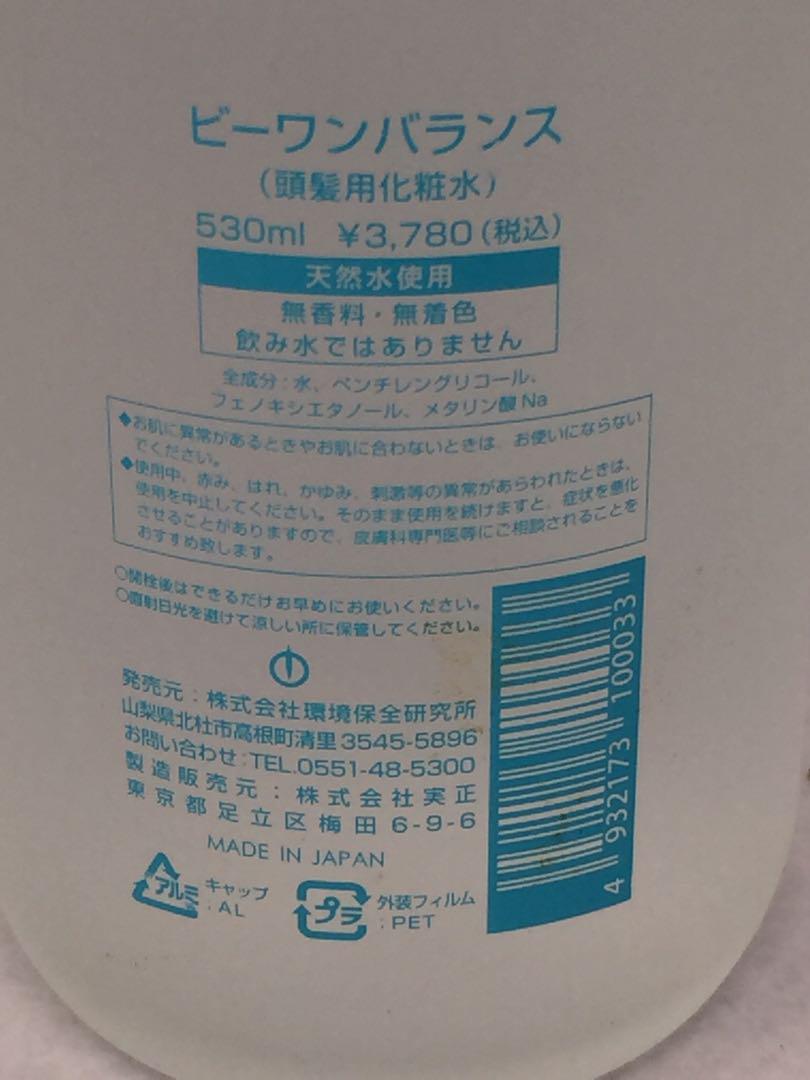 ビーワンバランス
（頭髪用化粧水）
530ml ¥3,780（税込）
天然水使用
無香料・無着色
飲み水ではありません
全成分：水、ペンチレングリコール、
フェノキシエタノール、メタリン酸Na
◆お肌に異常があるときやお肌に合わないときは、お使いにならない
でください。
◆使用中、赤み、はれ、かゆみ、刺激等の異常があらわれたときは、
使用を中止してください。そのまま使用を続けますと、症状を悪化
させることがありますので、皮膚科専門医等にご相談されることを
おすすめ致します。
○開栓後はできるだけお早めにお使いください。
○直射日光を避けて涼しい所に保管してください。
発売元：株式会社環境保全研究所
山梨県北杜市高根町清里3545-5896
お問い合わせ：TEL.0551-48-5300
製造販売元：株式会社実正
東京都足立区梅田6-9-6
MADE IN JAPAN
アルミ キャップ
：AL
プラ 外装フィルム
：PET
4 932173 100033